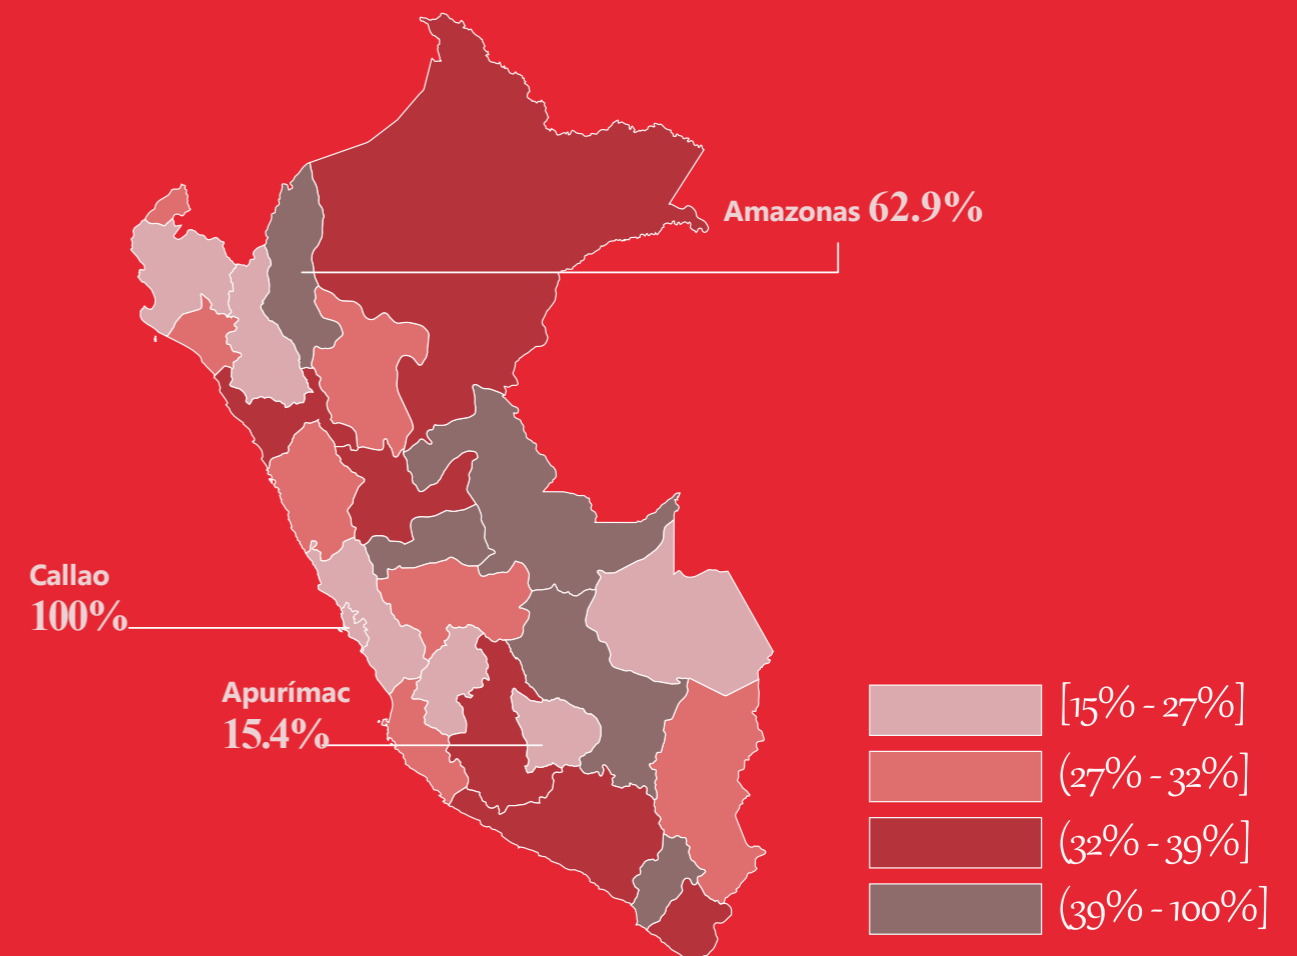 Amazonas 62.9%
Callao
100%
Apurímac
15.4%
[15% - 27%]
(27% - 32%]
(32% - 39%]
(39% - 100%]